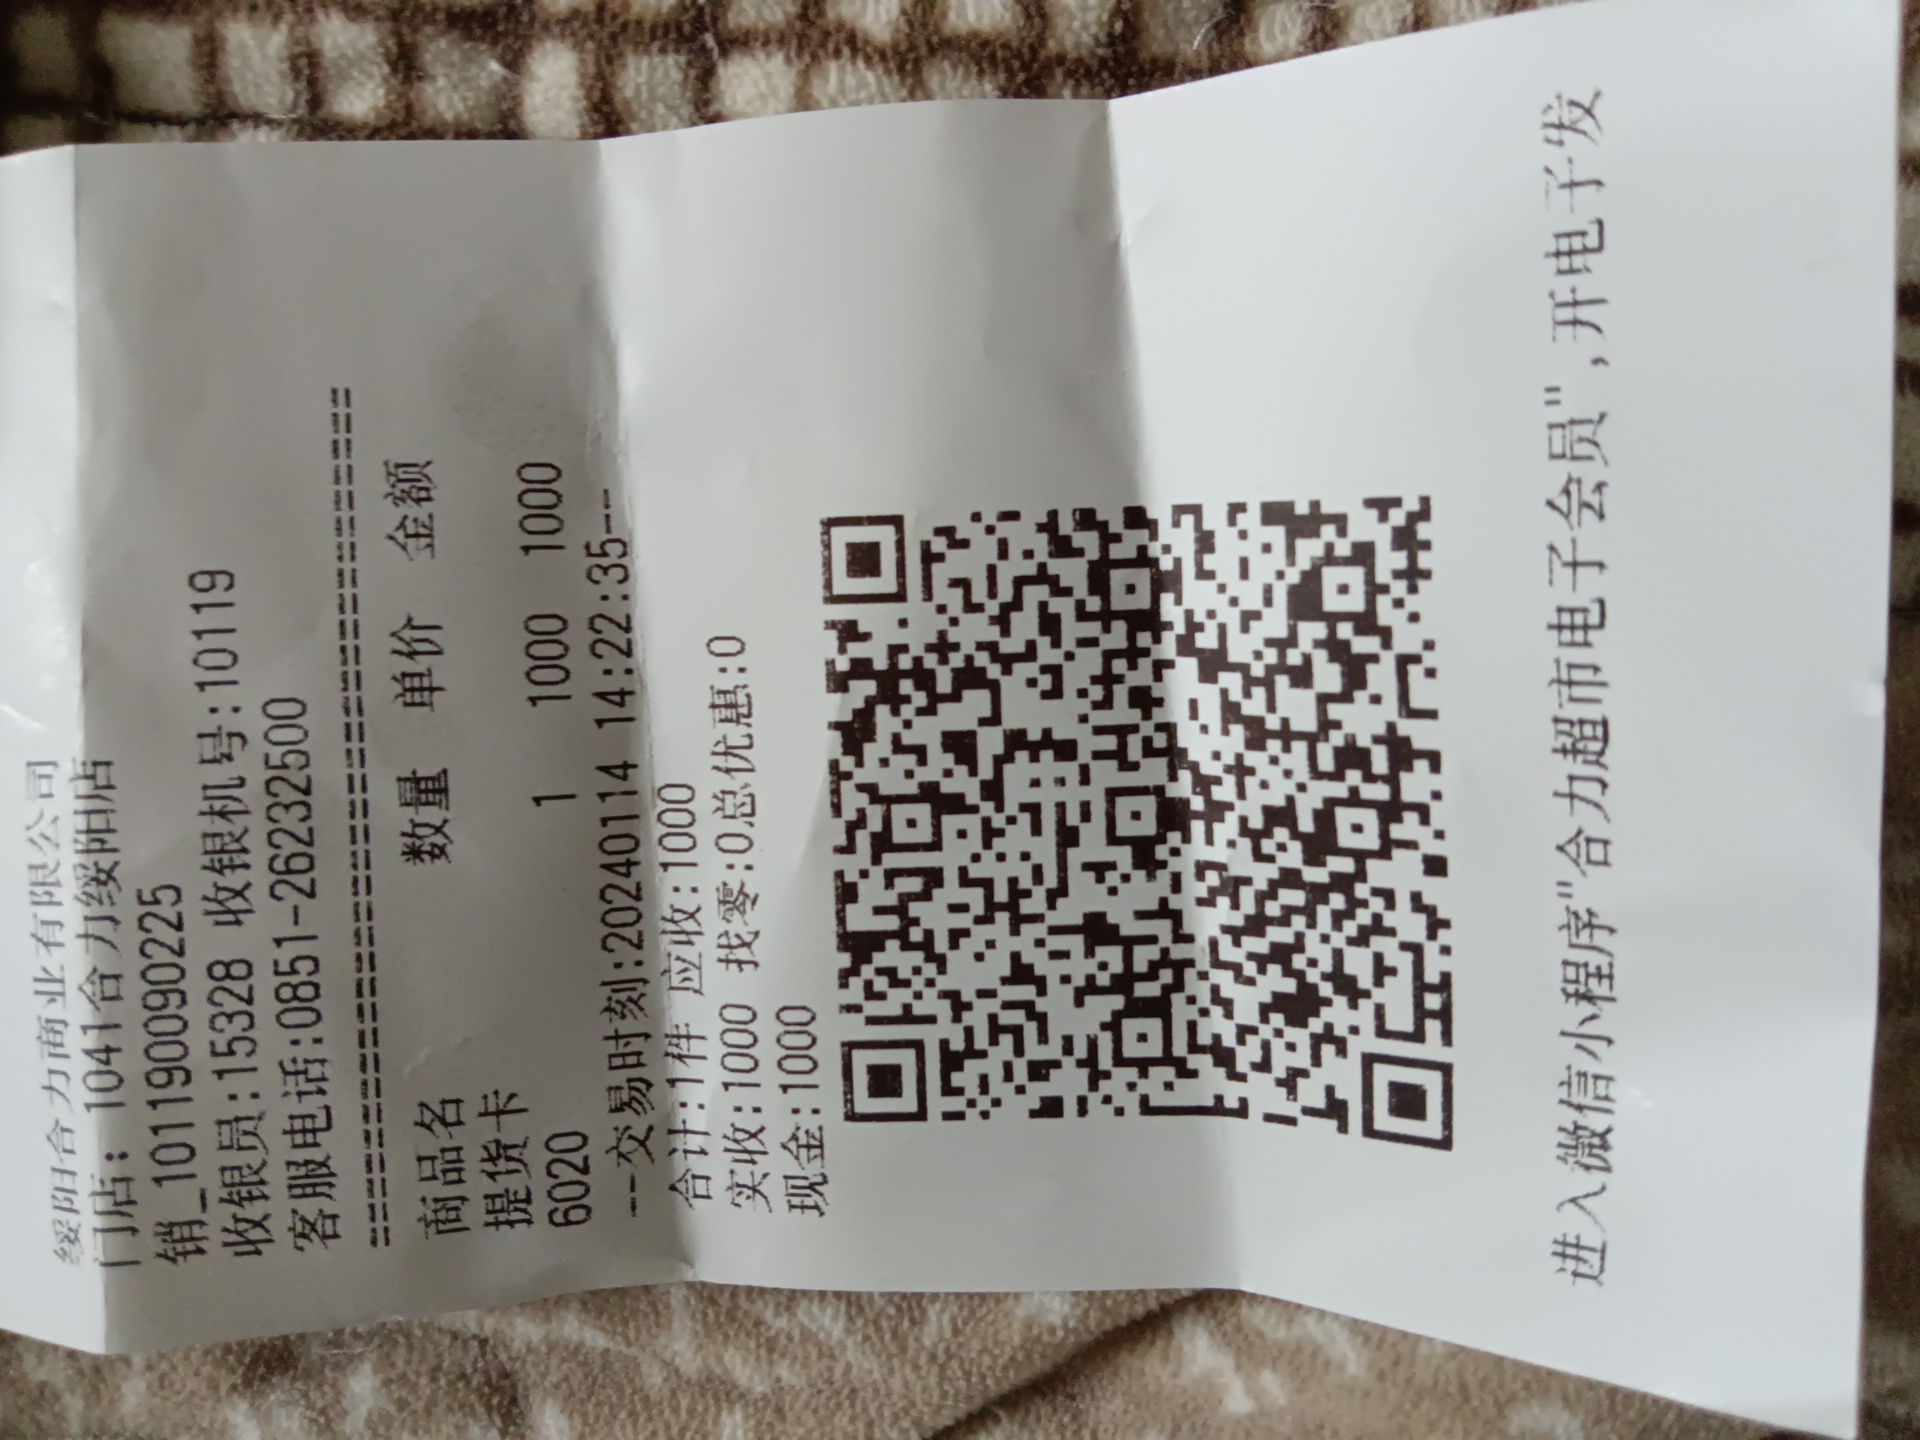 绥阳合力商业有限公司
门店: 1041合力绥阳店
销_101190090225
收银员:15328 收银机号:10119
客服电话:0851-26232500
================================
商品名 数量 单价 金额
提货卡
6020 1 1000 1000
--交易时刻:20240114 14:22:35--
合计:1件 应收:1000
实收:1000 找零:0总优惠:0
现金:1000
进入微信小程序"合力超市电子会员",开电子发